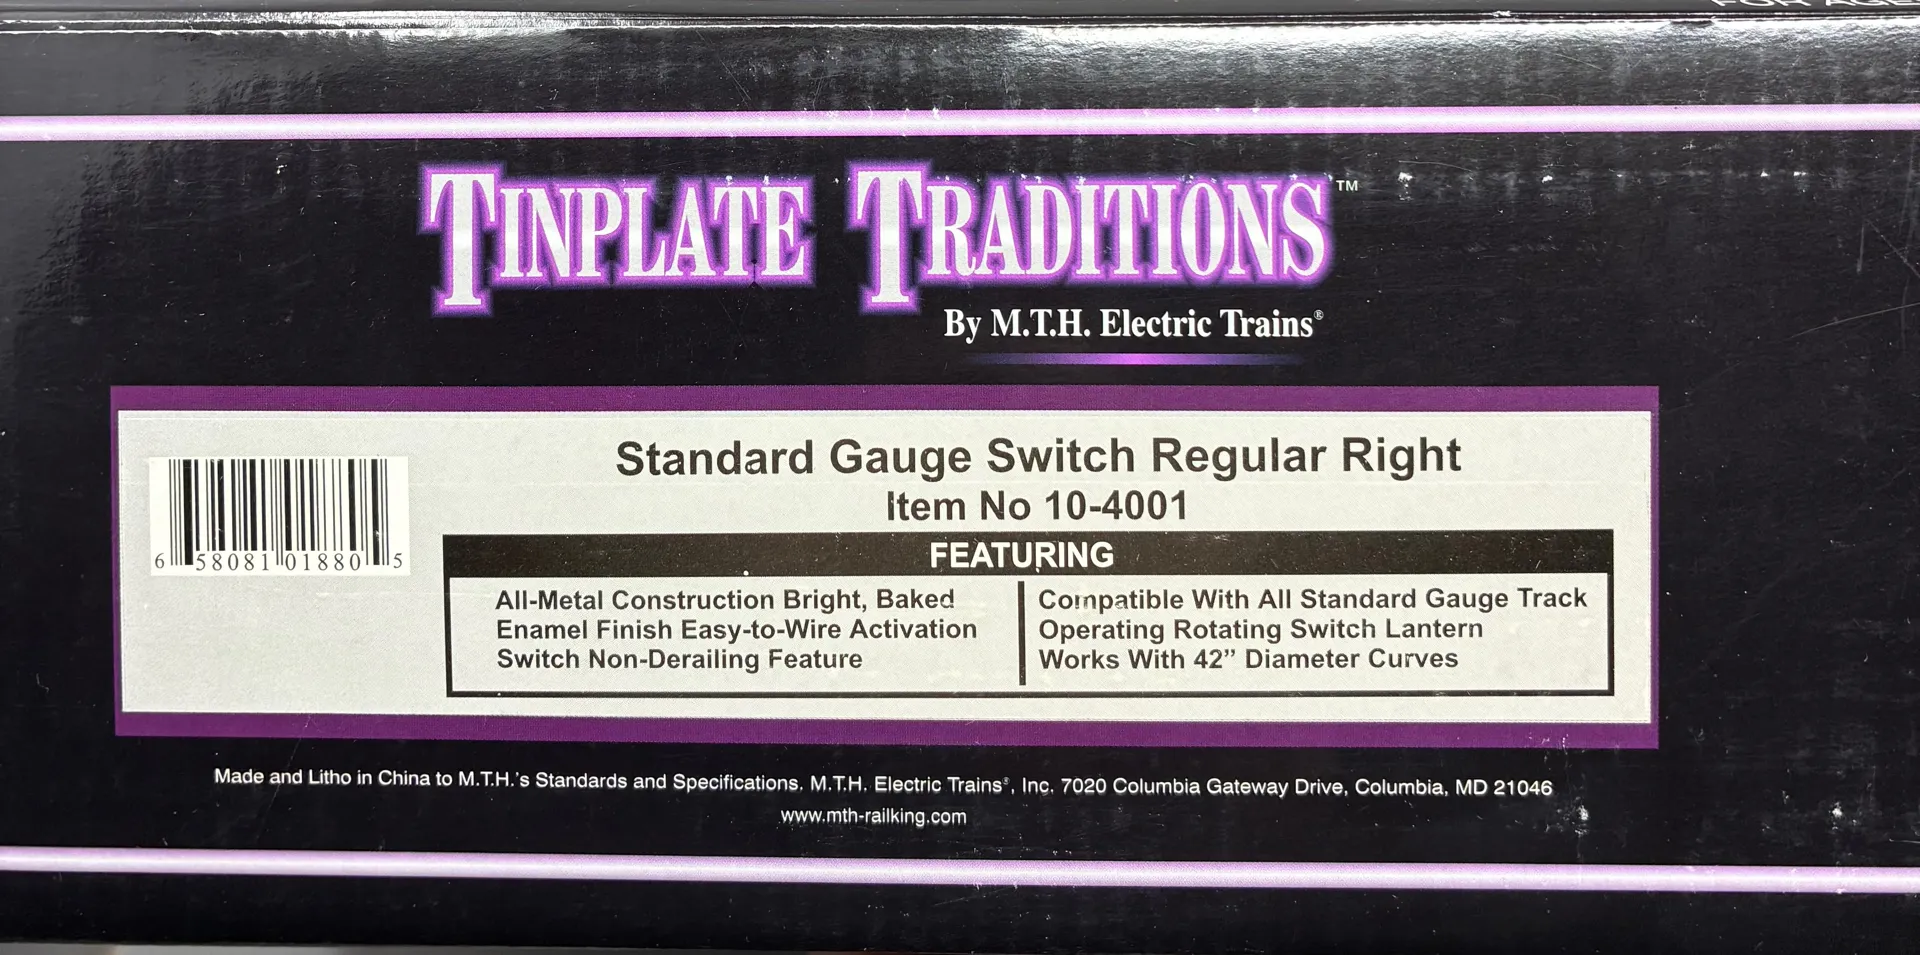 FOR AGES
TINPLATE TRADITIONS™
By M.T.H. Electric Trains®
Standard Gauge Switch Regular Right
Item No 10-4001
6 58081 01880 5
FEATURING
All-Metal Construction Bright, Baked
Enamel Finish Easy-to-Wire Activation
Switch Non-Derailing Feature
Compatible With All Standard Gauge Track
Operating Rotating Switch Lantern
Works With 42” Diameter Curves
Made and Litho in China to M.T.H.'s Standards and Specifications. M.T.H. Electric Trains®, Inc. 7020 Columbia Gateway Drive, Columbia, MD 21046
www.mth-railking.com